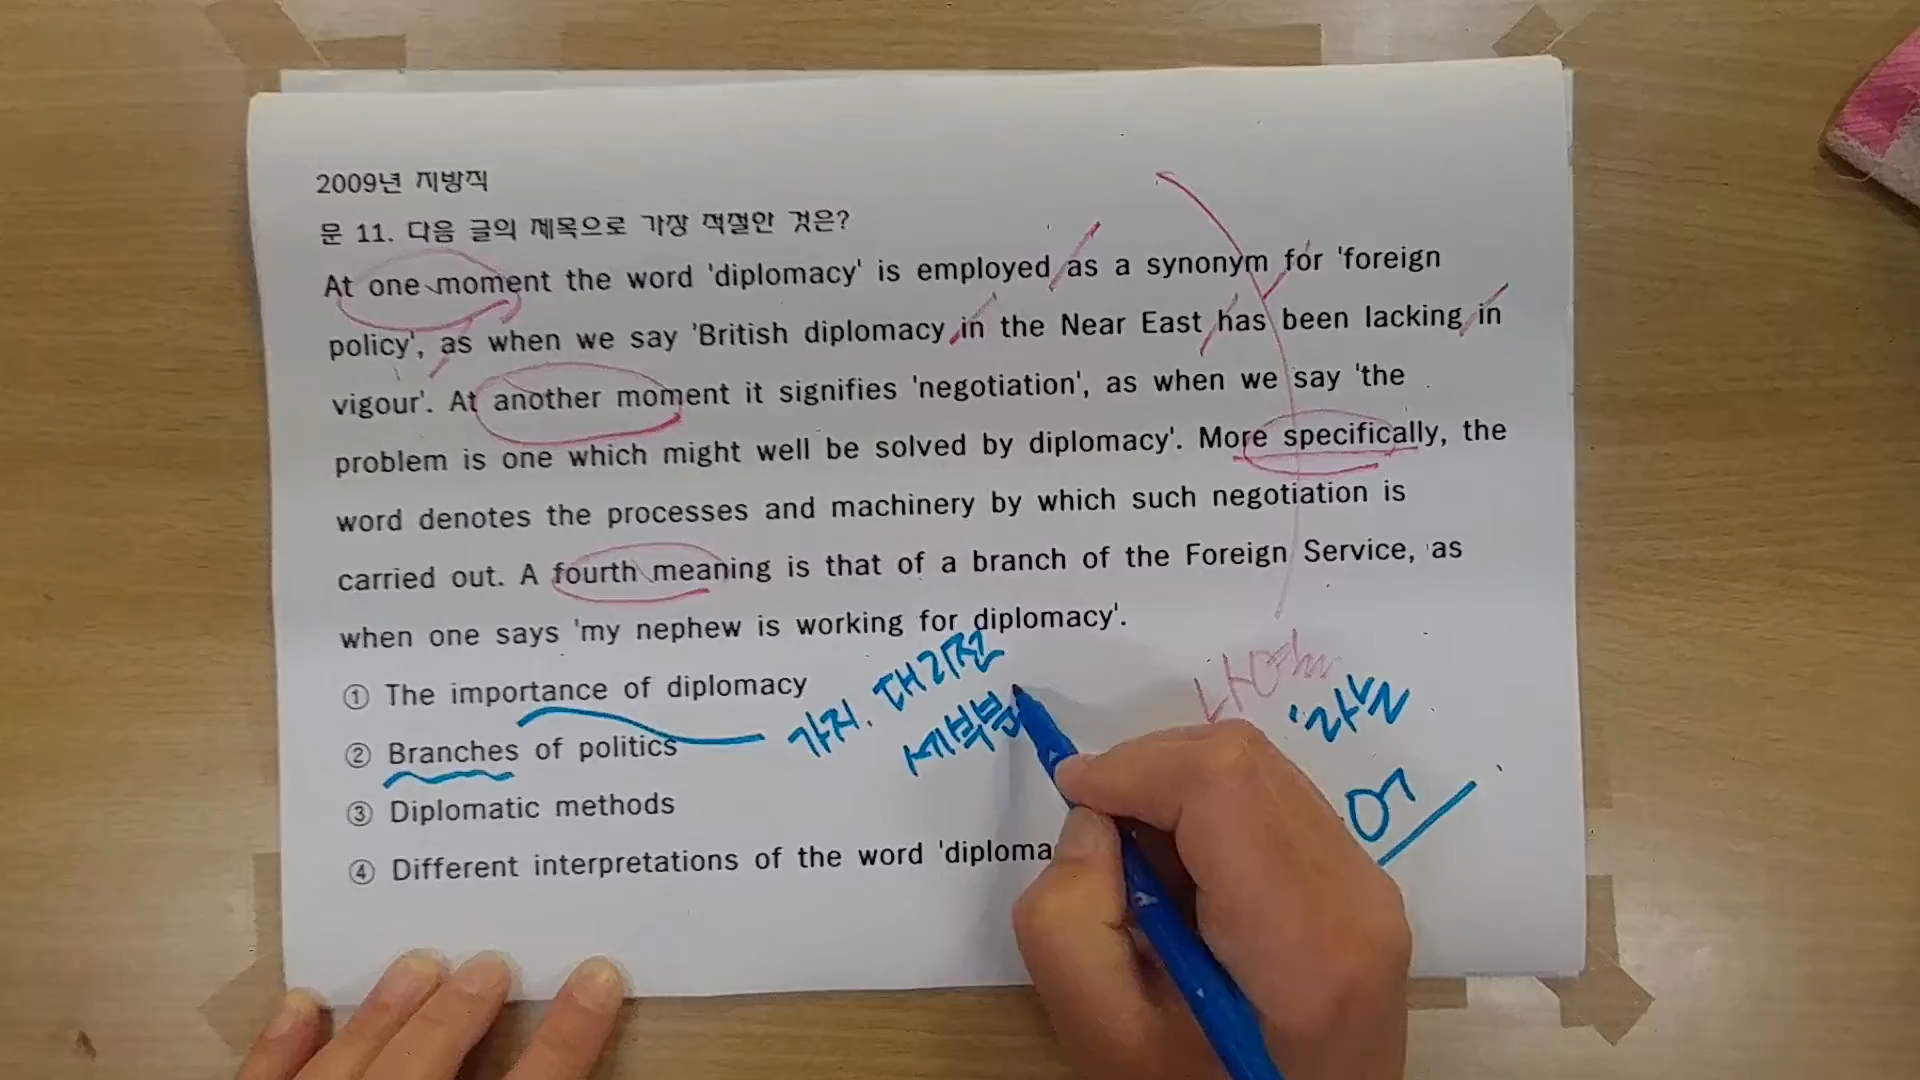 2009년 지방직
문 11. 다음 글의 제목으로 가장 적절한 것은?
At one moment the word 'diplomacy' is employed as a synonym for 'foreign
policy', as when we say 'British diplomacy in the Near East has been lacking in
vigour'. At another moment it signifies 'negotiation', as when we say 'the
problem is one which might well be solved by diplomacy'. More specifically, the
word denotes the processes and machinery by which such negotiation is
carried out. A fourth meaning is that of a branch of the Foreign Service, as
when one says 'my nephew is working for diplomacy'.
① The importance of diplomacy
② Branches of politics
③ Diplomatic methods
④ Different interpretations of the word 'diploma
가지. 대리전
세부
나열